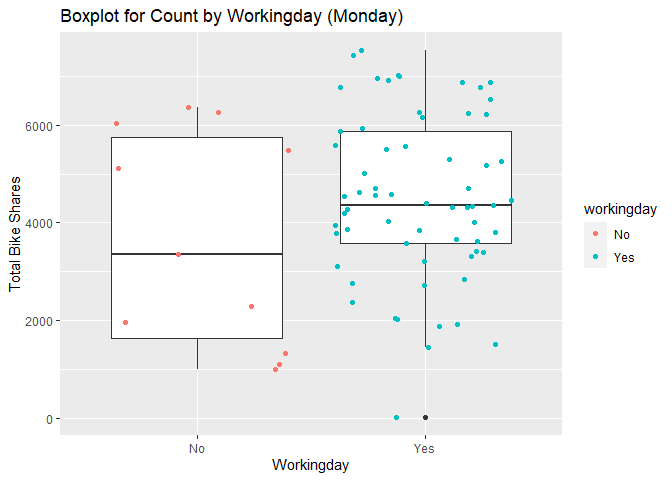 Boxplot for Count by Workingday (Monday)
Total Bike Shares
6000
4000
2000
0
No
Yes
Workingday
workingday
No
Yes